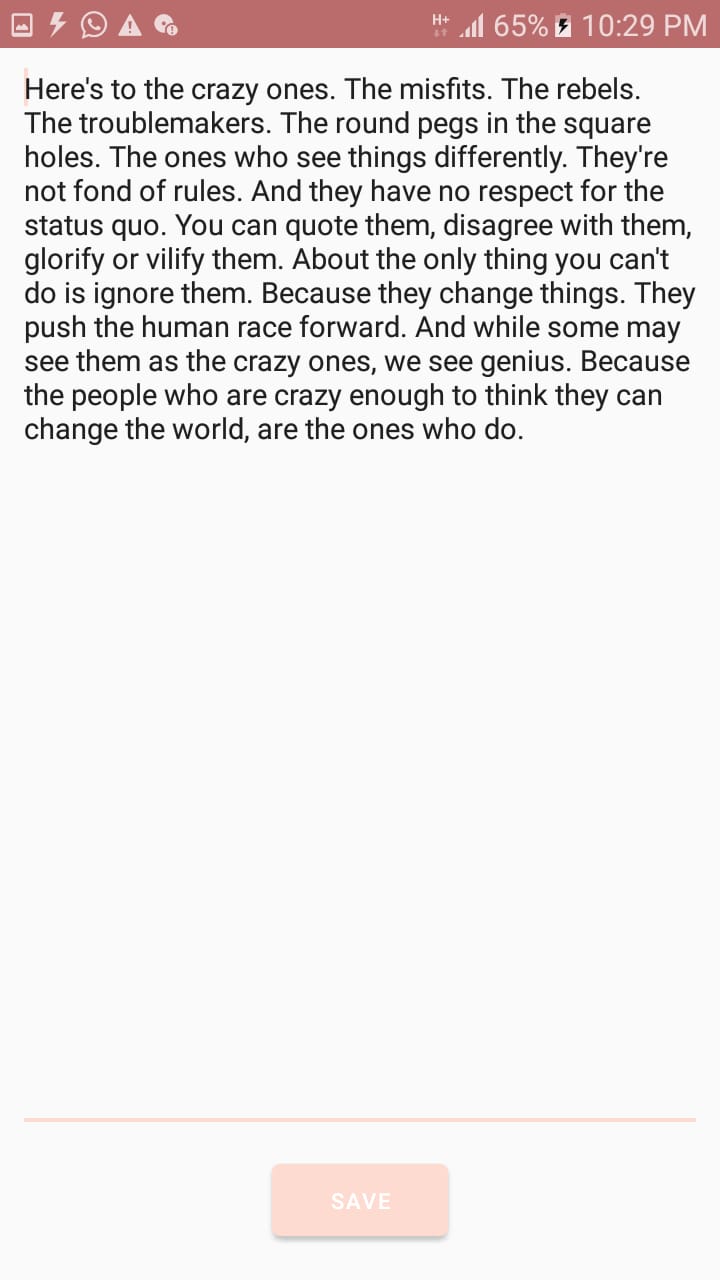 H+ 65% 10:29 PM
Here's to the crazy ones. The misfits. The rebels.
The troublemakers. The round pegs in the square
holes. The ones who see things differently. They're
not fond of rules. And they have no respect for the
status quo. You can quote them, disagree with them,
glorify or vilify them. About the only thing you can't
do is ignore them. Because they change things. They
push the human race forward. And while some may
see them as the crazy ones, we see genius. Because
the people who are crazy enough to think they can
change the world, are the ones who do.
SAVE